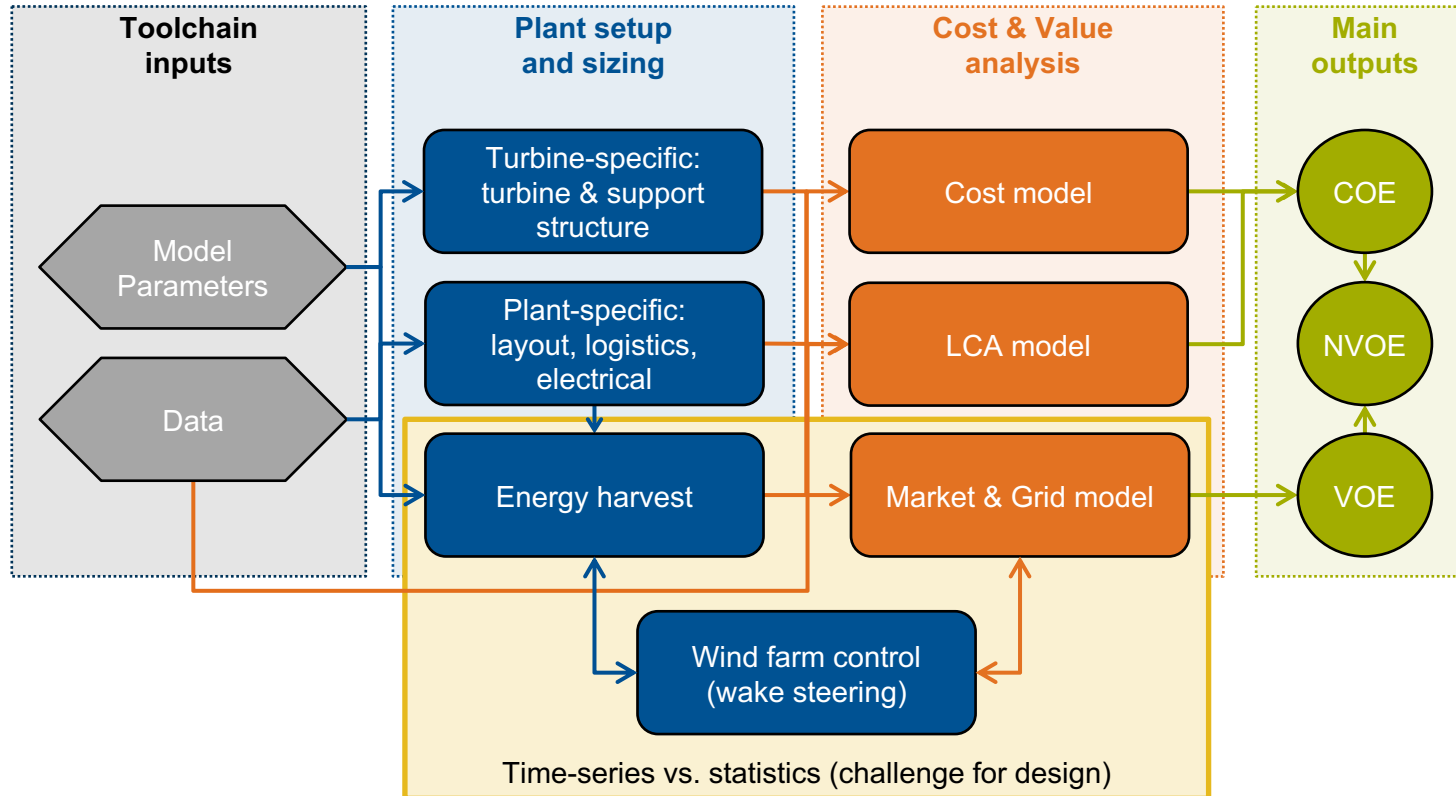 Toolchain
inputs
Plant setup
and sizing
Cost & Value
analysis
Main
outputs
Turbine-specific:
turbine & support
structure
Cost model
COE
Model
Parameters
Plant-specific:
layout, logistics,
electrical
LCA model
NVOE
Data
Energy harvest
Market & Grid model
VOE
Wind farm control
(wake steering)
Time-series vs. statistics (challenge for design)